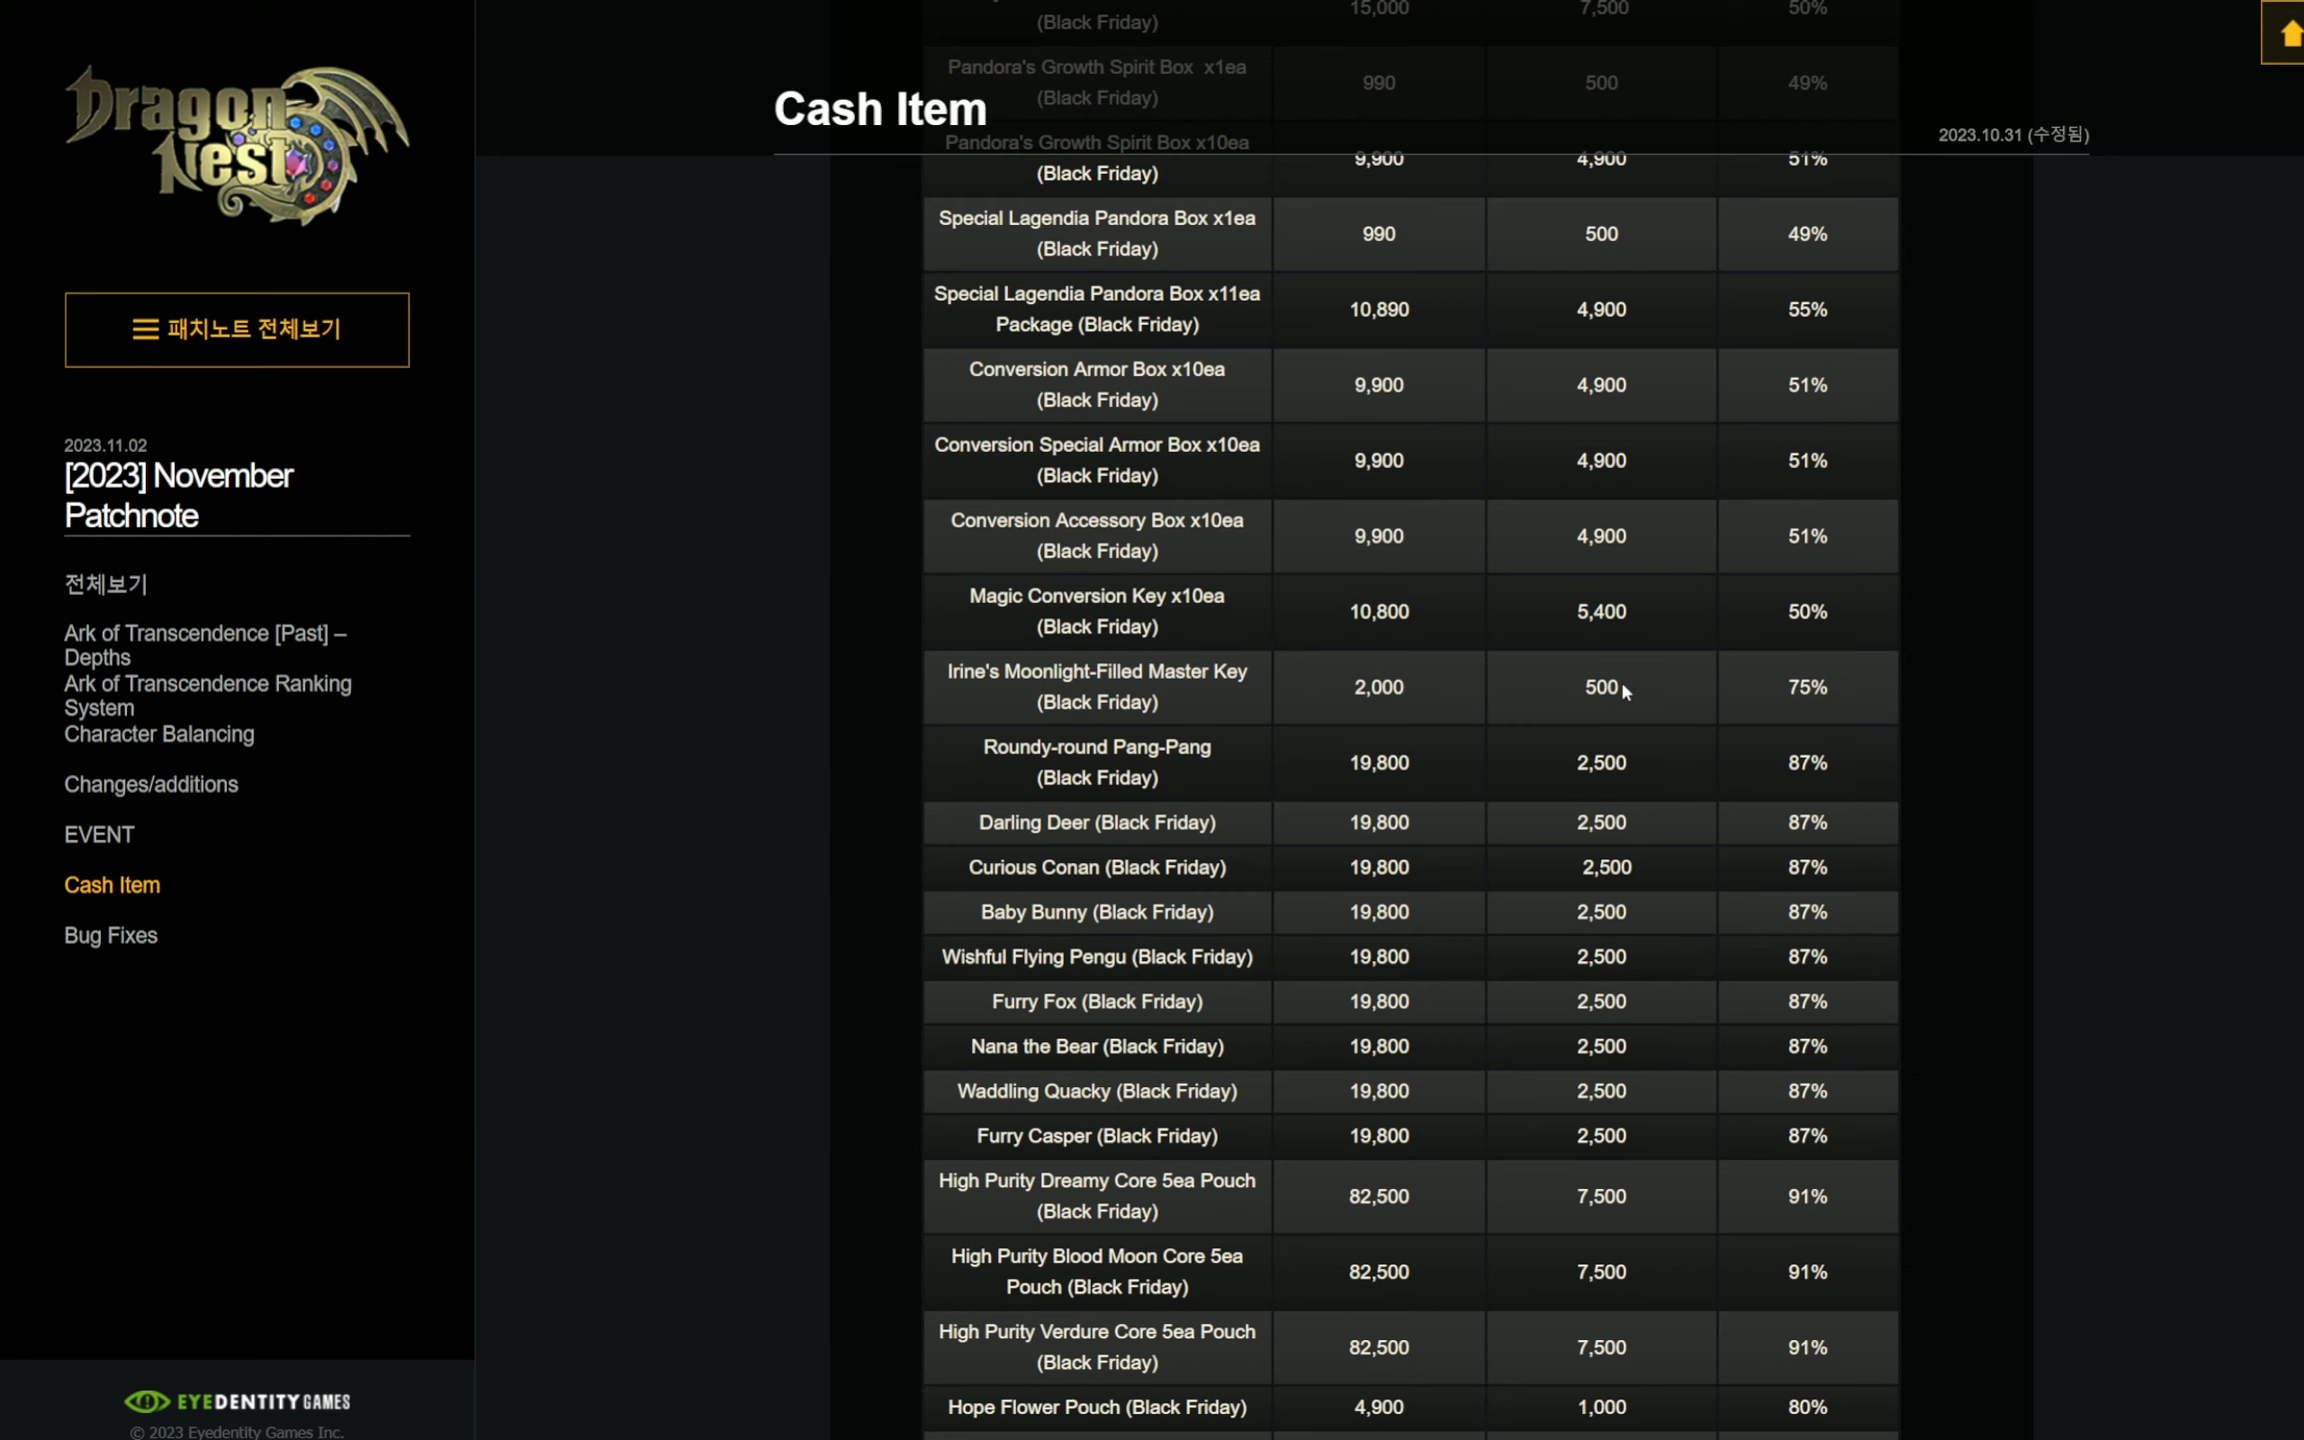 Dragon
Nest
패치노트 전체보기
2023.11.02
[2023] November
Patchnote
전체보기
Ark of Transcendence [Past] –
Depths
Ark of Transcendence Ranking
System
Character Balancing
Changes/additions
EVENT
Cash Item
Bug Fixes
EYEDENTITY GAMES
© 2023 Eyedentity Games Inc.
Cash Item
2023.10.31 (수정됨)
(Black Friday) 15,000 7,500 50%
Pandora's Growth Spirit Box x1ea
(Black Friday) 990 500 49%
Pandora's Growth Spirit Box x10ea
(Black Friday) 9,900 4,900 51%
Special Lagendia Pandora Box x1ea
(Black Friday) 990 500 49%
Special Lagendia Pandora Box x11ea
Package (Black Friday) 10,890 4,900 55%
Conversion Armor Box x10ea
(Black Friday) 9,900 4,900 51%
Conversion Special Armor Box x10ea
(Black Friday) 9,900 4,900 51%
Conversion Accessory Box x10ea
(Black Friday) 9,900 4,900 51%
Magic Conversion Key x10ea
(Black Friday) 10,800 5,400 50%
Irine's Moonlight-Filled Master Key
(Black Friday) 2,000 500 75%
Roundy-round Pang-Pang
(Black Friday) 19,800 2,500 87%
Darling Deer (Black Friday) 19,800 2,500 87%
Curious Conan (Black Friday) 19,800 2,500 87%
Baby Bunny (Black Friday) 19,800 2,500 87%
Wishful Flying Pengu (Black Friday) 19,800 2,500 87%
Furry Fox (Black Friday) 19,800 2,500 87%
Nana the Bear (Black Friday) 19,800 2,500 87%
Waddling Quacky (Black Friday) 19,800 2,500 87%
Furry Casper (Black Friday) 19,800 2,500 87%
High Purity Dreamy Core 5ea Pouch
(Black Friday) 82,500 7,500 91%
High Purity Blood Moon Core 5ea
Pouch (Black Friday) 82,500 7,500 91%
High Purity Verdure Core 5ea Pouch
(Black Friday) 82,500 7,500 91%
Hope Flower Pouch (Black Friday) 4,900 1,000 80%